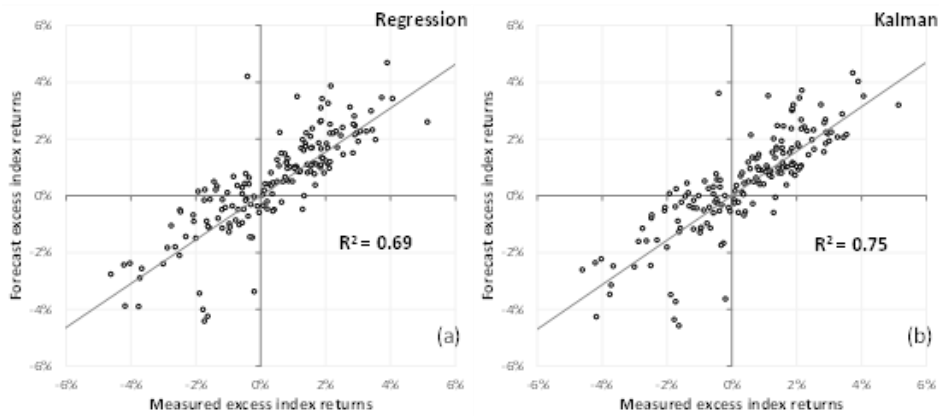 Regression
6%
4%
2%
0%
-2%
-4%
-6%
-6%
-4%
-2%
0%
2%
4%
6%
Forecast excess index returns
R² = 0.69
(a)
Measured excess index returns
Kalman
6%
4%
2%
0%
-2%
-4%
-6%
-6%
-4%
-2%
0%
2%
4%
6%
Forecast excess index returns
R² = 0.75
(b)
Measured excess index returns